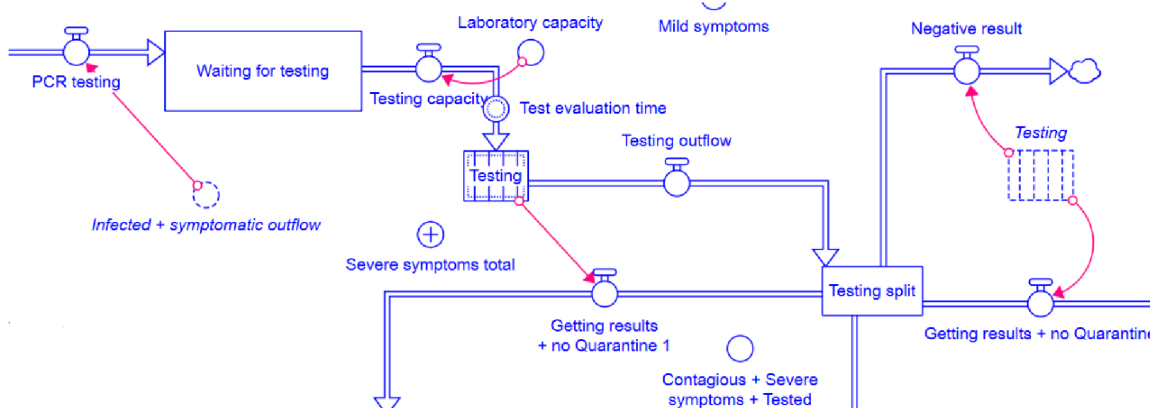 Laboratory capacity
Mild symptoms
Negative result
PCR testing
Waiting for testing
Testing capacity
Test evaluation time
Testing outflow
Testing
Testing
Infected + symptomatic outflow
Severe symptoms total
Testing split
Getting results
+ no Quarantine 1
Getting results + no Quarantine
Contagious + Severe
symptoms + Tested